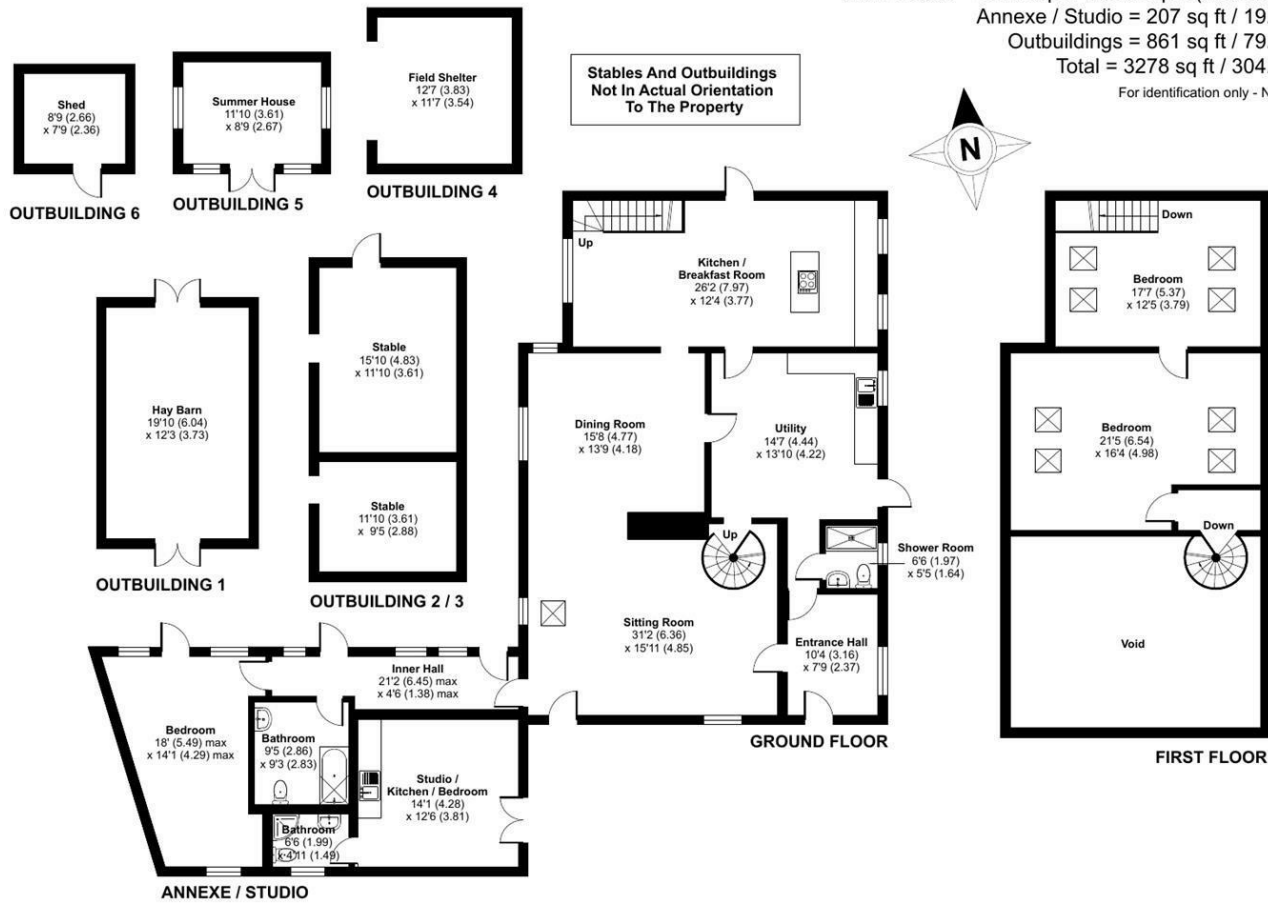 Annexe / Studio = 207 sq ft / 19.
Outbuildings = 861 sq ft / 79.
Total = 3278 sq ft / 304.
For identification only - N
Stables And Outbuildings
Not In Actual Orientation
To The Property
N
Shed
8'9 (2.66)
x 7'9 (2.36)
OUTBUILDING 6
Summer House
11'10 (3.61)
x 8'9 (2.67)
OUTBUILDING 5
Field Shelter
12'7 (3.83)
x 11'7 (3.54)
OUTBUILDING 4
Hay Barn
19'10 (6.04)
x 12'3 (3.73)
OUTBUILDING 1
Stable
15'10 (4.83)
x 11'10 (3.61)
Stable
11'10 (3.61)
x 9'5 (2.88)
OUTBUILDING 2 / 3
Up
Kitchen /
Breakfast Room
26'2 (7.97)
x 12'4 (3.77)
Dining Room
15'8 (4.77)
x 13'9 (4.18)
Utility
14'7 (4.44)
x 13'10 (4.22)
Up
Shower Room
6'6 (1.97)
x 5'5 (1.64)
Sitting Room
31'2 (6.36)
x 15'11 (4.85)
Entrance Hall
10'4 (3.16)
x 7'9 (2.37)
GROUND FLOOR
Inner Hall
21'2 (6.45) max
x 4'6 (1.38) max
Bedroom
18' (5.49) max
x 14'1 (4.29) max
Bathroom
9'5 (2.86)
x 9'3 (2.83)
Studio /
Kitchen / Bedroom
14'1 (4.28)
x 12'6 (3.81)
Bathroom
6'6 (1.99)
x 4'11 (1.49)
ANNEXE / STUDIO
Down
Bedroom
17'7 (5.37)
x 12'5 (3.79)
Bedroom
21'5 (6.54)
x 16'4 (4.98)
Down
Void
FIRST FLOOR